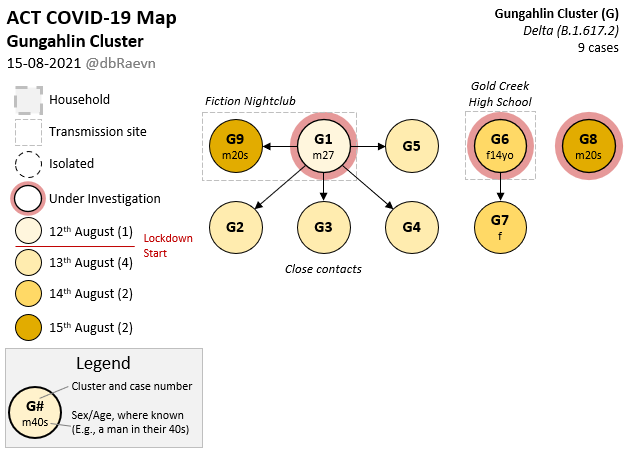 ACT COVID-19 Map
Gungahlin Cluster
15-08-2021 @dbRaevn
Gungahlin Cluster (G)
Delta (B.1.617.2)
9 cases
Household
Transmission site
Isolated
Under Investigation
12th August (1)
Lockdown
Start
13th August (4)
14th August (2)
15th August (2)
Fiction Nightclub
G9
m20s
G1
m27
G5
G2
G3
G4
Close contacts
Gold Creek
High School
G6
f14yo
G7
f
G8
m20s
Legend
Cluster and case number
G#
m40s
Sex/Age, where known
(E.g., a man in their 40s)